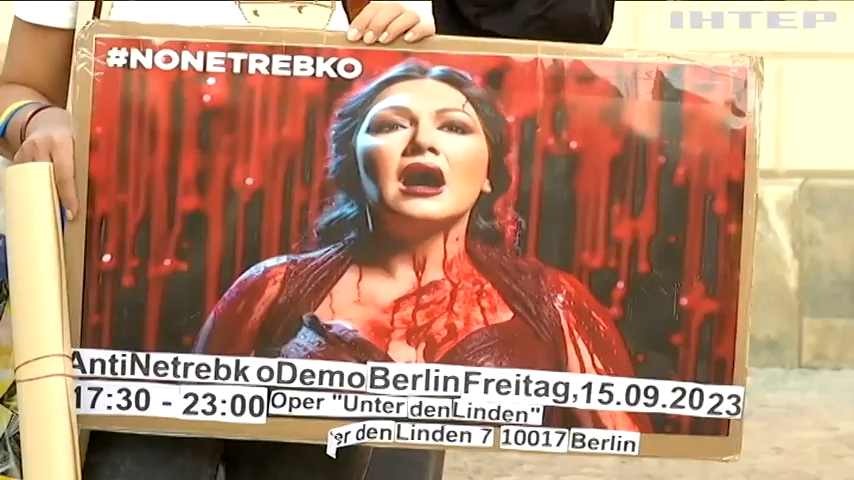 ІНТЕР
#NONETREBKO
AntiNetrebkoDemoBerlinFreitag,15.09.2023
17:30 - 23:00 Oper "Unter den Linden"
er den Linden 7 10017 Berlin